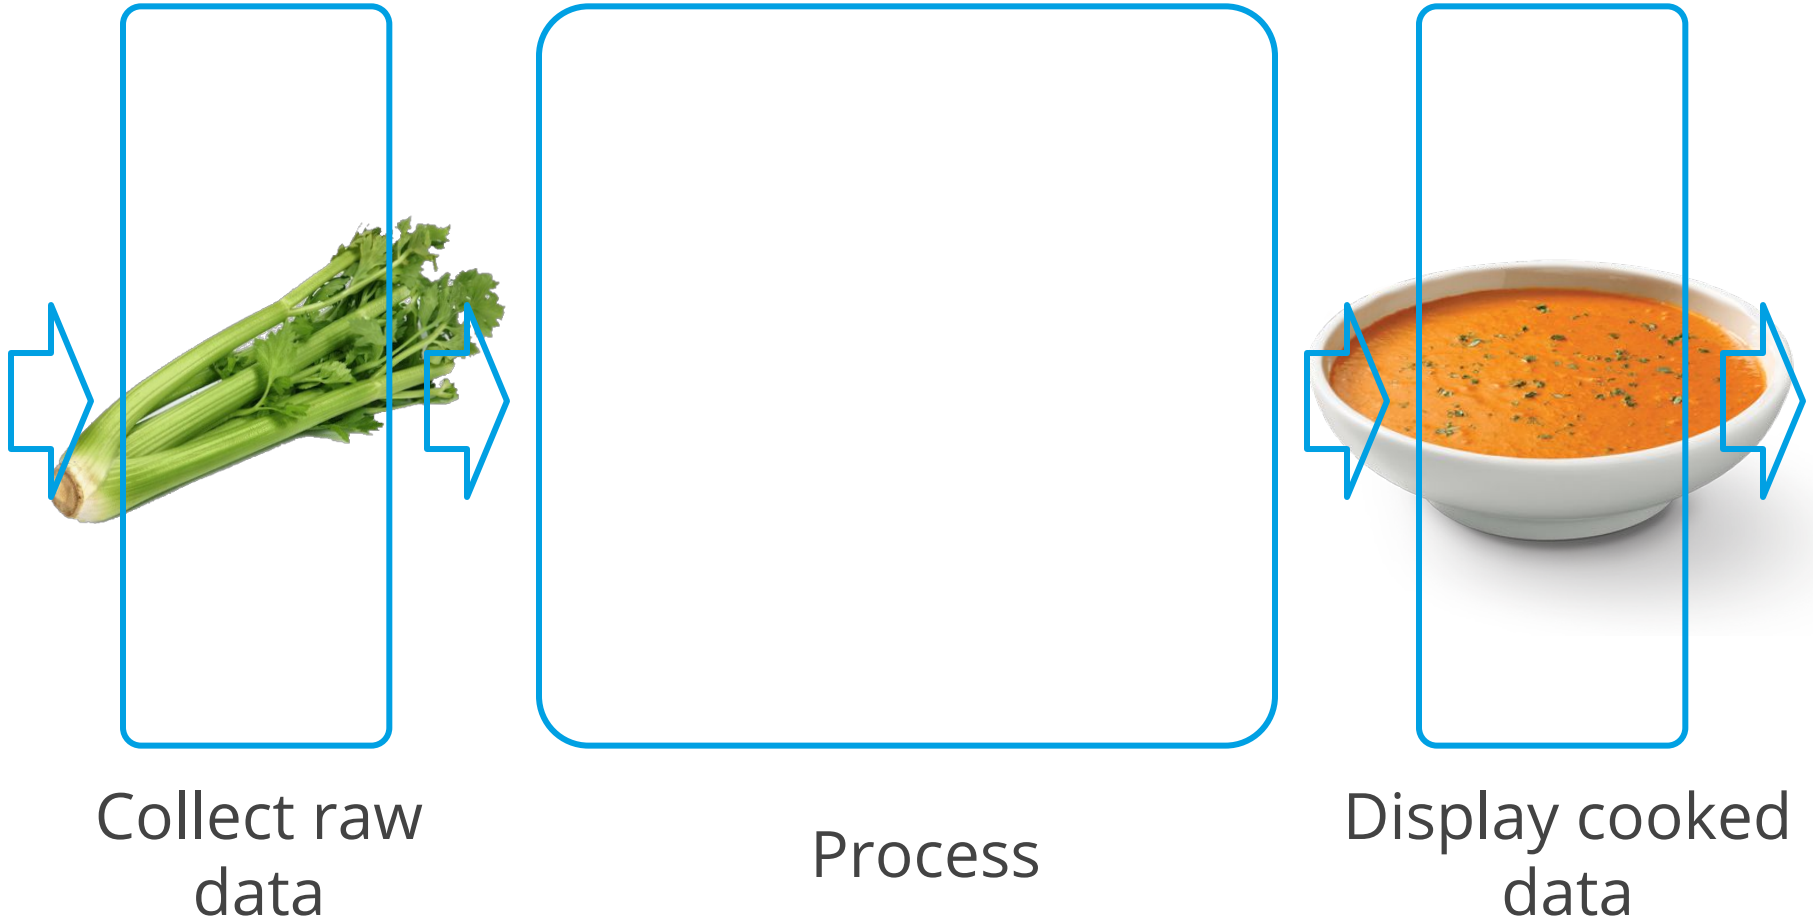 Collect raw
data
Process
Display cooked
data